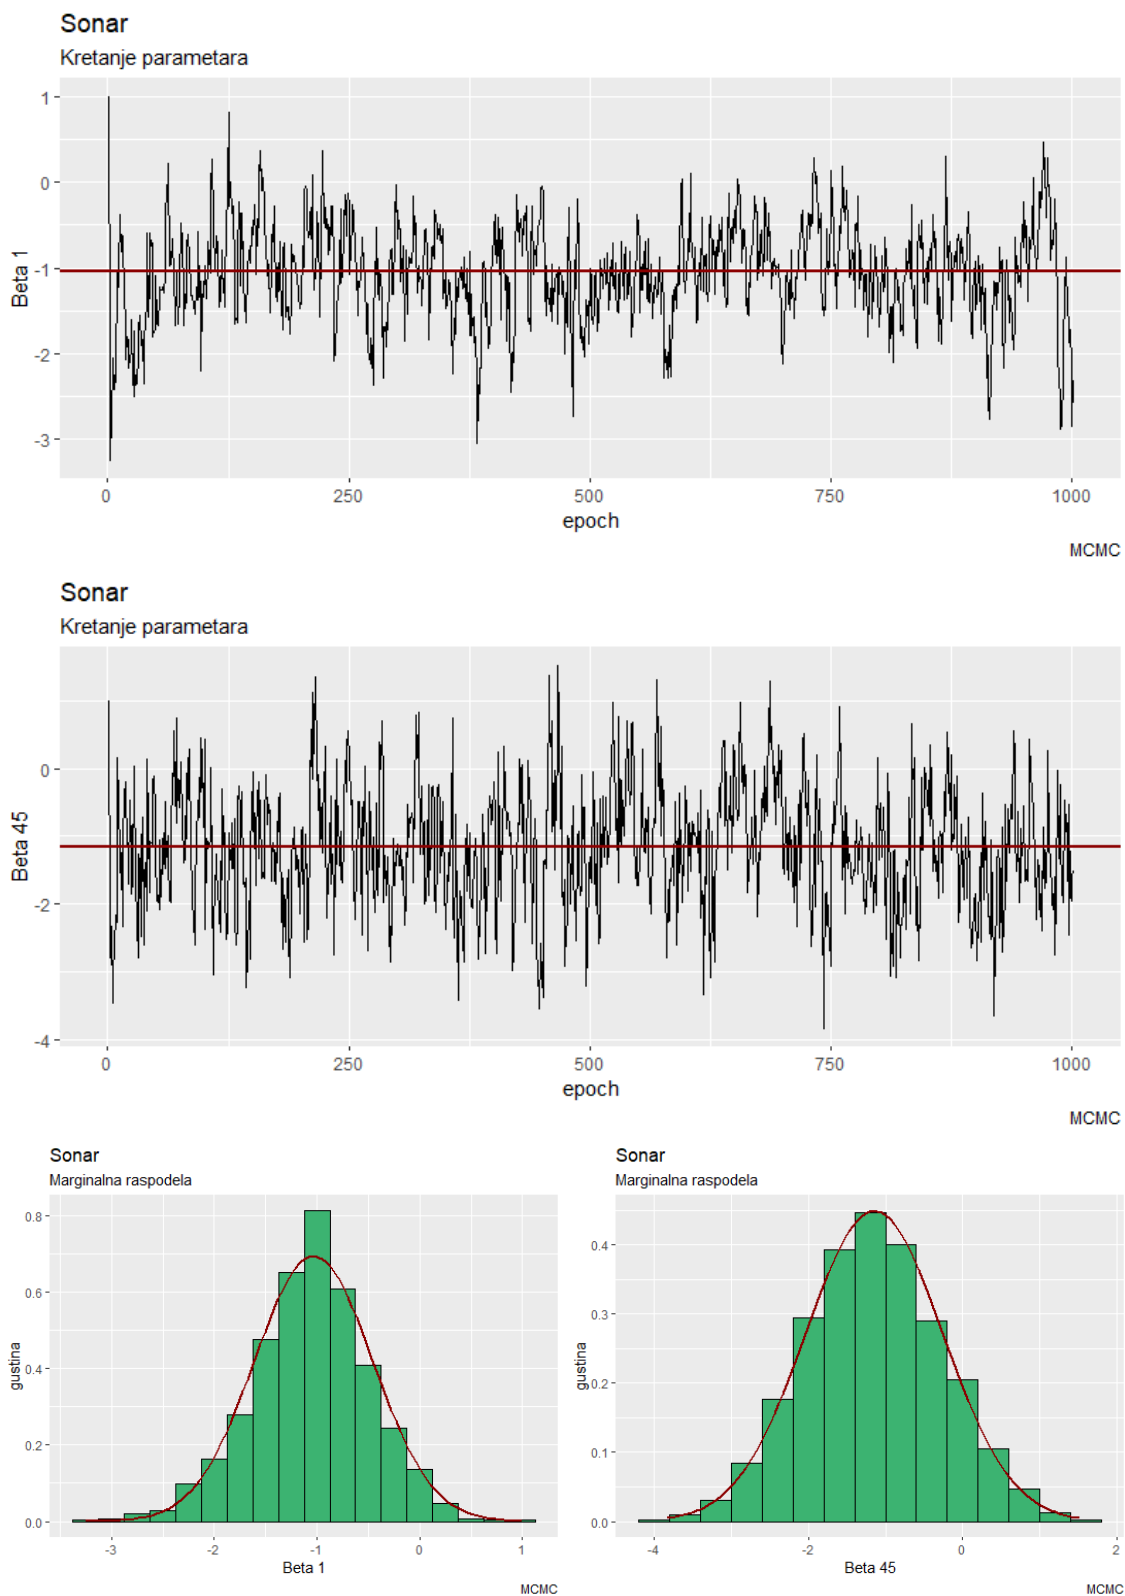 Sonar
Kretanje parametara
1
0
-1
-2
-3
Beta 1
0 250 500 750 1000
epoch
MCMC
Sonar
Kretanje parametara
0
-2
-4
Beta 45
0 250 500 750 1000
epoch
MCMC
Sonar
Marginalna raspodela
0.8
0.6
0.4
0.2
0.0
gustina
-3 -2 -1 0 1
Beta 1
MCMC
Sonar
Marginalna raspodela
0.4
0.3
0.2
0.1
0.0
gustina
-4 -2 0 2
Beta 45
MCMC